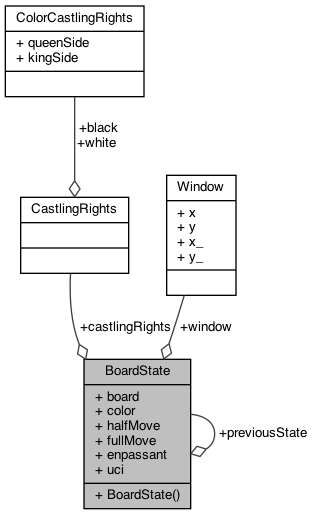 ColorCastlingRights
+ queenSide
+ kingSide
+black
+white
CastlingRights
Window
+ x
+ y
+ x_
+ y_
+castlingRights
+window
BoardState
+ board
+ color
+ halfMove
+ fullMove
+ enpassant
+ uci
+ BoardState()
+previousState